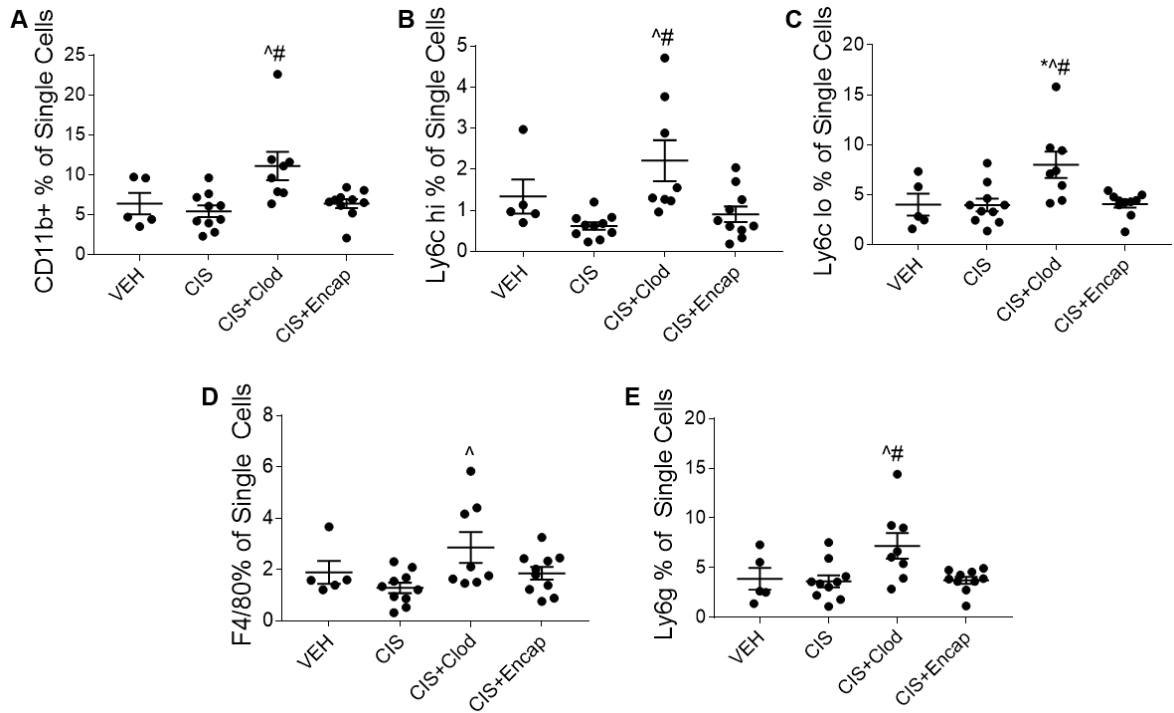 A
CD11b+ % of Single Cells
25
20
15
10
5
0
^#
VEH
CIS
CIS+Clod
CIS+Encap
B
Ly6c hi % of Single Cells
5
4
3
2
1
0
^#
VEH
CIS
CIS+Clod
CIS+Encap
C
Ly6c lo % of Single Cells
20
15
10
5
0
*^#
VEH
CIS
CIS+Clod
CIS+Encap
D
F4/80% of Single Cells
8
6
4
2
0
^
VEH
CIS
CIS+Clod
CIS+Encap
E
Ly6g % of Single Cells
20
15
10
5
0
^#
VEH
CIS
CIS+Clod
CIS+Encap